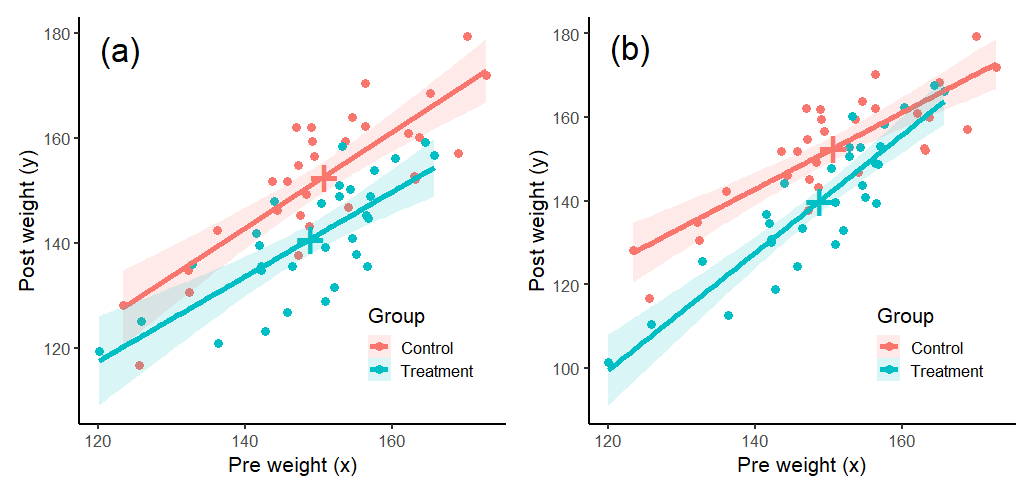 (a)
180
160
140
120
Post weight (y)
120
140
160
Pre weight (x)
Group
Control
Treatment
(b)
180
160
140
120
100
Post weight (y)
120
140
160
Pre weight (x)
Group
Control
Treatment